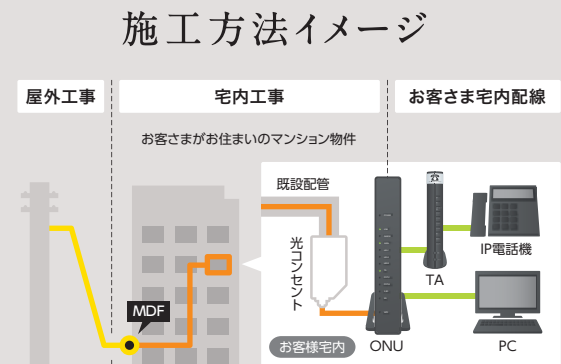 施工方法イメージ
屋外工事
宅内工事
お客さま宅内配線
お客さまがお住まいのマンション物件
既設配管
光コンセント
IP電話機
TA
MDF
お客様宅内
ONU
PC